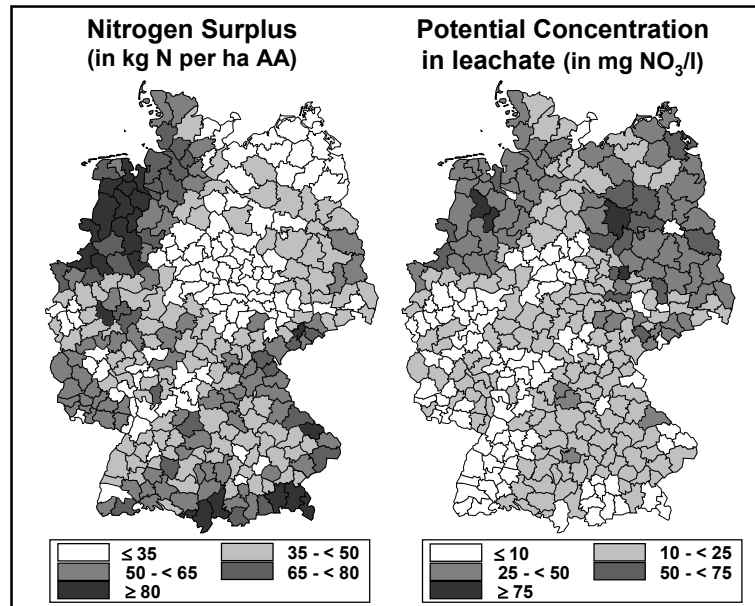 Nitrogen Surplus
(in kg N per ha AA)
Potential Concentration
in leachate (in mg NO₃/l)
≤ 35
35 - < 50
50 - < 65
65 - < 80
≥ 80
≤ 10
10 - < 25
25 - < 50
50 - < 75
≥ 75